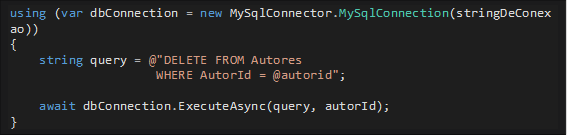 using (var dbConnection = new MySqlConnector.MySqlConnection(stringDeConex
ao))
{
    string query = @"DELETE FROM Autores
                    WHERE AutorId = @autorid";
    await dbConnection.ExecuteAsync(query, autorId);
}